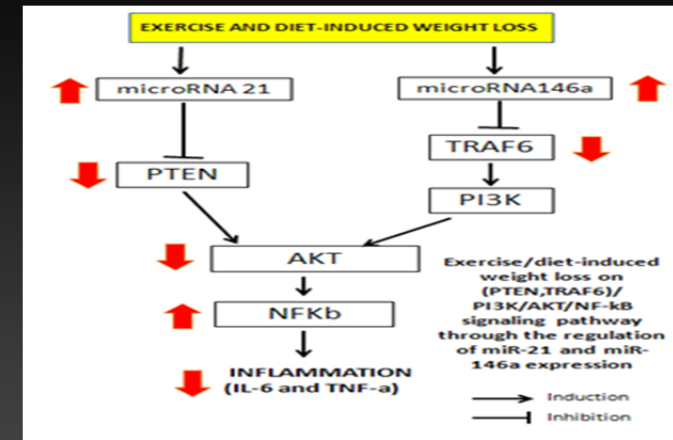 EXERCISE AND DIET-INDUCED WEIGHT LOSS
microRNA 21
microRNA146a
TRAF6
PTEN
PI3K
AKT
NFKb
INFLAMMATION
(IL-6 and TNF-a)
Exercise/diet-induced
weight loss on
(PTEN,TRAF6)/
PI3K/AKT/NF-kB
signaling pathway
through the regulation
of miR-21 and miR-
146a expression
Induction
Inhibition